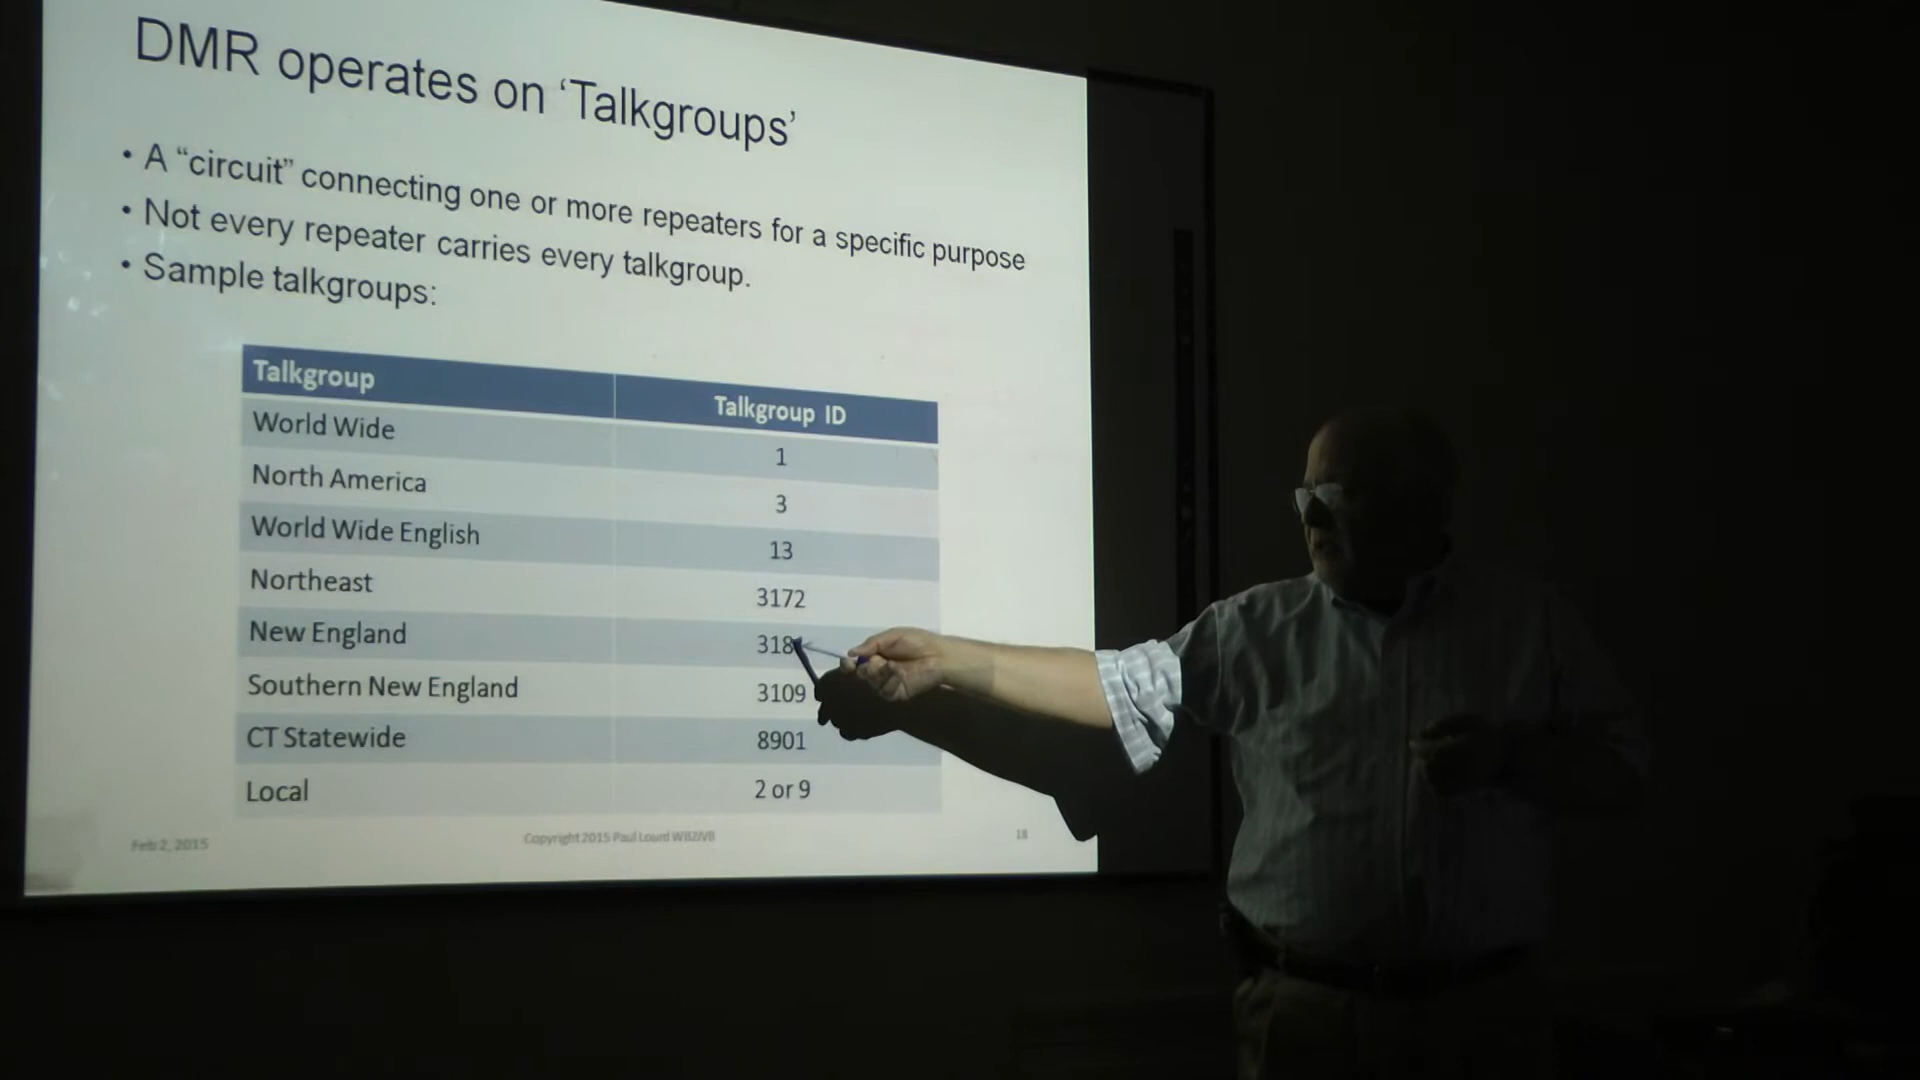 DMR operates on ‘Talkgroups’
• A “circuit” connecting one or more repeaters for a specific purpose
• Not every repeater carries every talkgroup.
• Sample talkgroups:
Talkgroup Talkgroup ID
World Wide 1
North America 3
World Wide English 13
Northeast 3172
New England 318
Southern New England 3109
CT Statewide 8901
Local 2 or 9
Feb 2, 2015 Copyright 2015 Paul Lourd 18